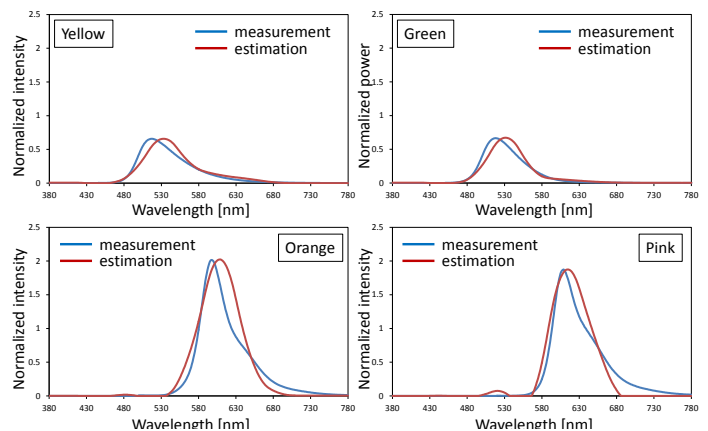 2.5
2
1.5
1
0.5
0
Normalized intensity
Yellow
measurement
estimation
380 430 480 530 580 630 680 730 780
Wavelength [nm]
2.5
2
1.5
1
0.5
0
Normalized power
Green
measurement
estimation
380 430 480 530 580 630 680 730 780
Wavelength [nm]
2.5
2
1.5
1
0.5
0
Normalized intensity
measurement
estimation
Orange
380 430 480 530 580 630 680 730 780
Wavelength [nm]
2.5
2
1.5
1
0.5
0
Normalized intensity
measurement
estimation
Pink
380 430 480 530 580 630 680 730 780
Wavelength [nm]